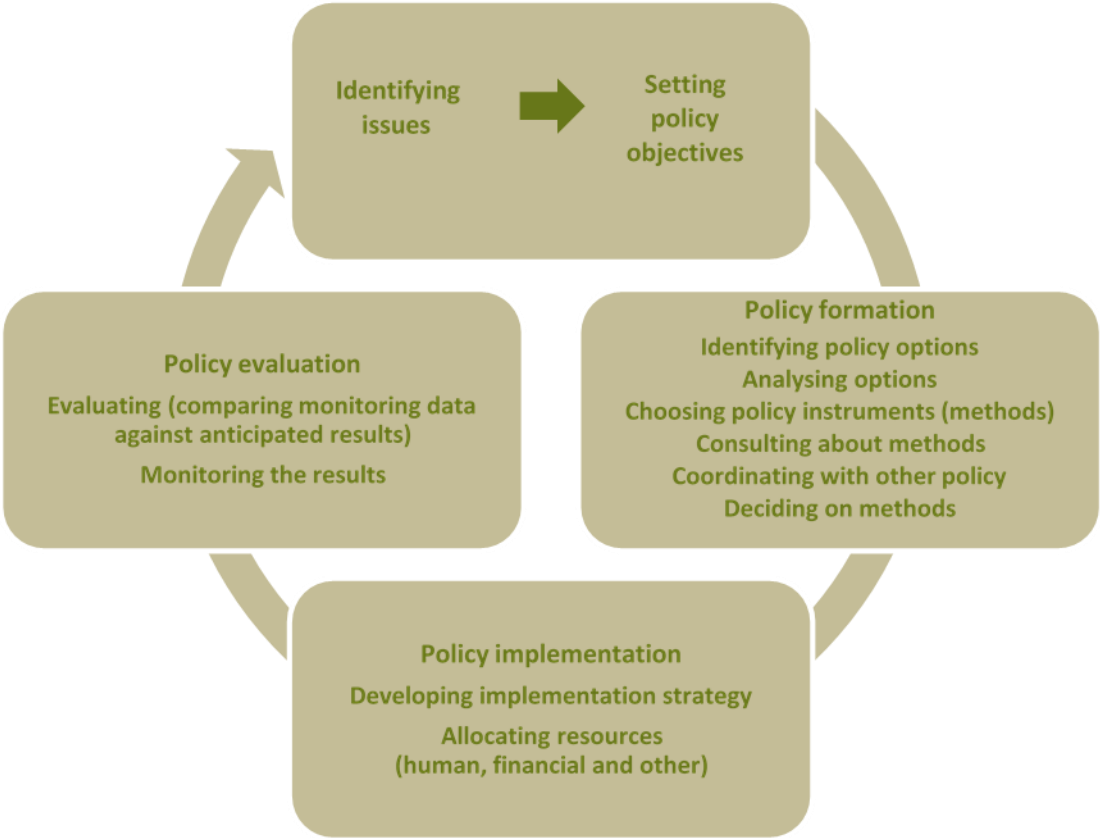 Identifying
issues
Setting
policy
objectives
Policy formation
Identifying policy options
Analysing options
Choosing policy instruments (methods)
Consulting about methods
Coordinating with other policy
Deciding on methods
Policy implementation
Developing implementation strategy
Allocating resources
(human, financial and other)
Policy evaluation
Evaluating (comparing monitoring data
against anticipated results)
Monitoring the results